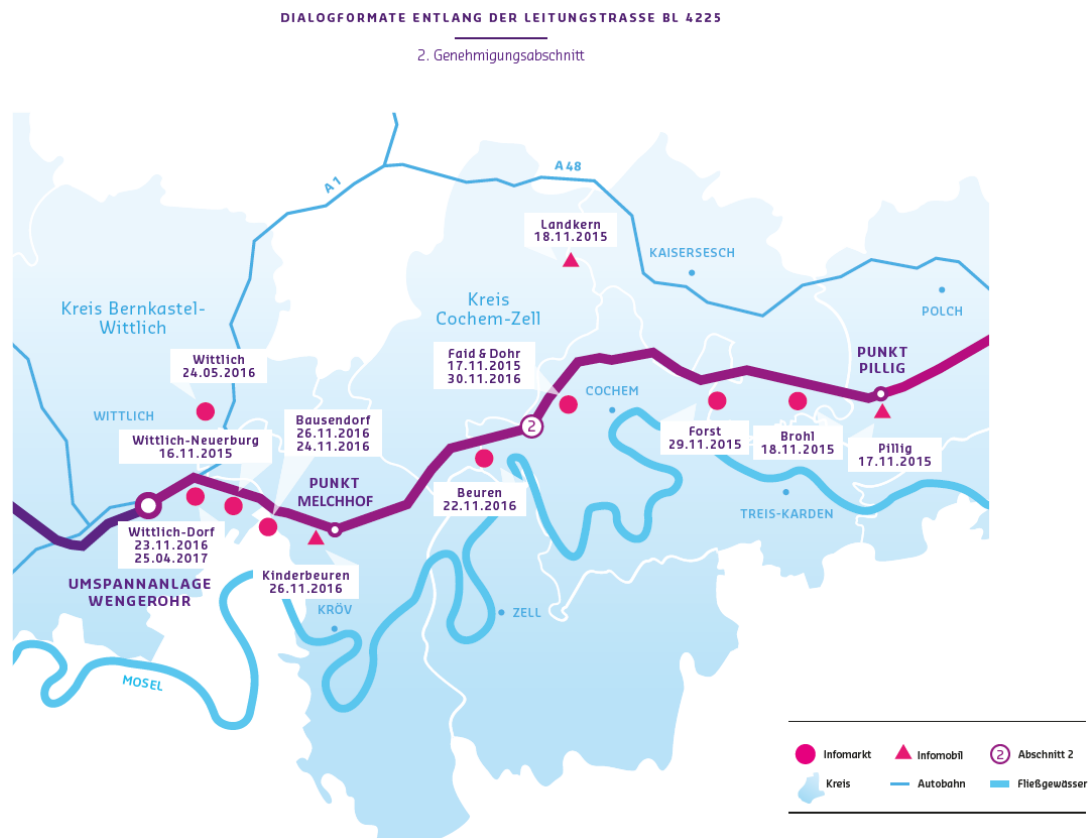 DIALOGFORMATE ENTLANG DER LEITUNGSTRASSE BL 4225
2. Genehmigungsabschnitt
A 1
A 48
Landkern
18.11.2015
KAISERSESCH
Kreis Bernkastel-
Wittlich
Kreis
Cochem-Zell
POLCH
Wittlich
24.05.2016
Faid & Dohr
17.11.2015
30.11.2016
PUNKT
PILLIG
COCHEM
WITTLICH
Bausendorf
26.11.2016
24.11.2016
Wittlich-Neuerburg
16.11.2015
2
Forst
29.11.2015
Brohl
18.11.2015
Pillig
17.11.2015
PUNKT
MELCHHOF
Beuren
22.11.2016
TREIS-KARDEN
Wittlich-Dorf
23.11.2016
25.04.2017
UMSPANNANLAGE
WENGEROHR
Kinderbeuren
26.11.2016
KRÖV
ZELL
MOSEL
Infomarkt
Infomobil
2 Abschnitt 2
Kreis
Autobahn
Fließgewässer